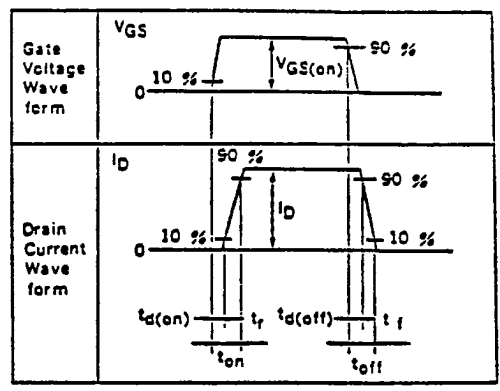 Gate
Voltage
Wave
form
VGS
10 %
0
VGS(on)
90 %
Drain
Current
Wave
form
ID
90 %
10 %
0
ID
90 %
10 %
td(on)
tr
td(off)
tf
ton
toff